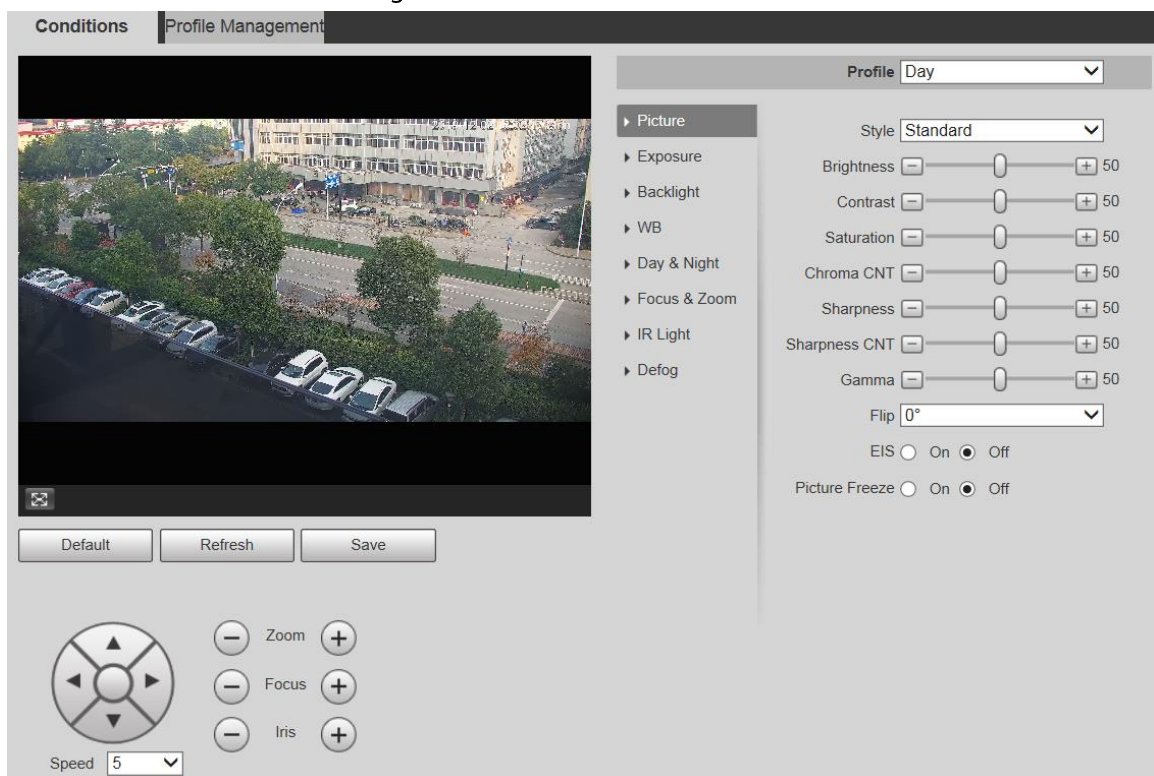 Conditions
Profile Management
Profile Day
Picture
Exposure
Backlight
WB
Day & Night
Focus & Zoom
IR Light
Defog
Style Standard
Brightness 50
Contrast 50
Saturation 50
Chroma CNT 50
Sharpness 50
Sharpness CNT 50
Gamma 50
Flip 0°
EIS On Off
Picture Freeze On Off
Default Refresh Save
Zoom
Focus
Iris
Speed 5